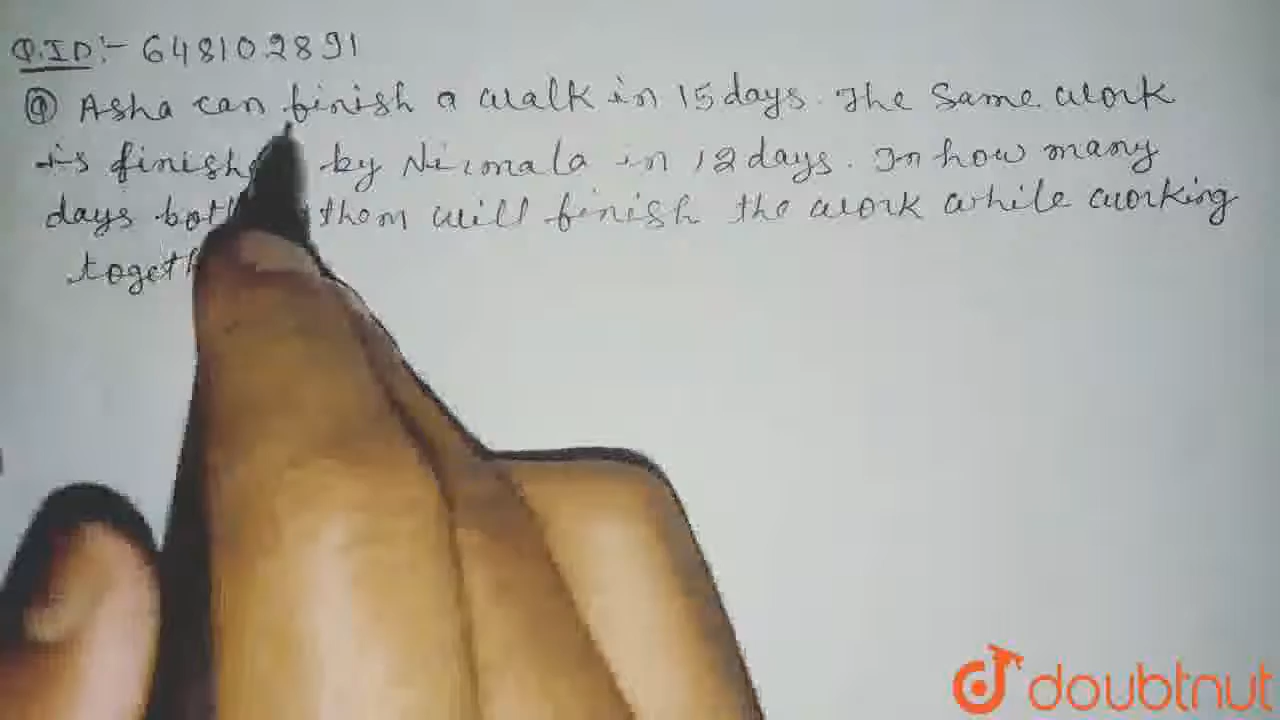 Q.ID:- 648102891
Q Asha can finish a walk in 15 days. The same work
is finish by Nirmala in 12 days. In how many
days both them will finish the work while working
togeth
doubtnut